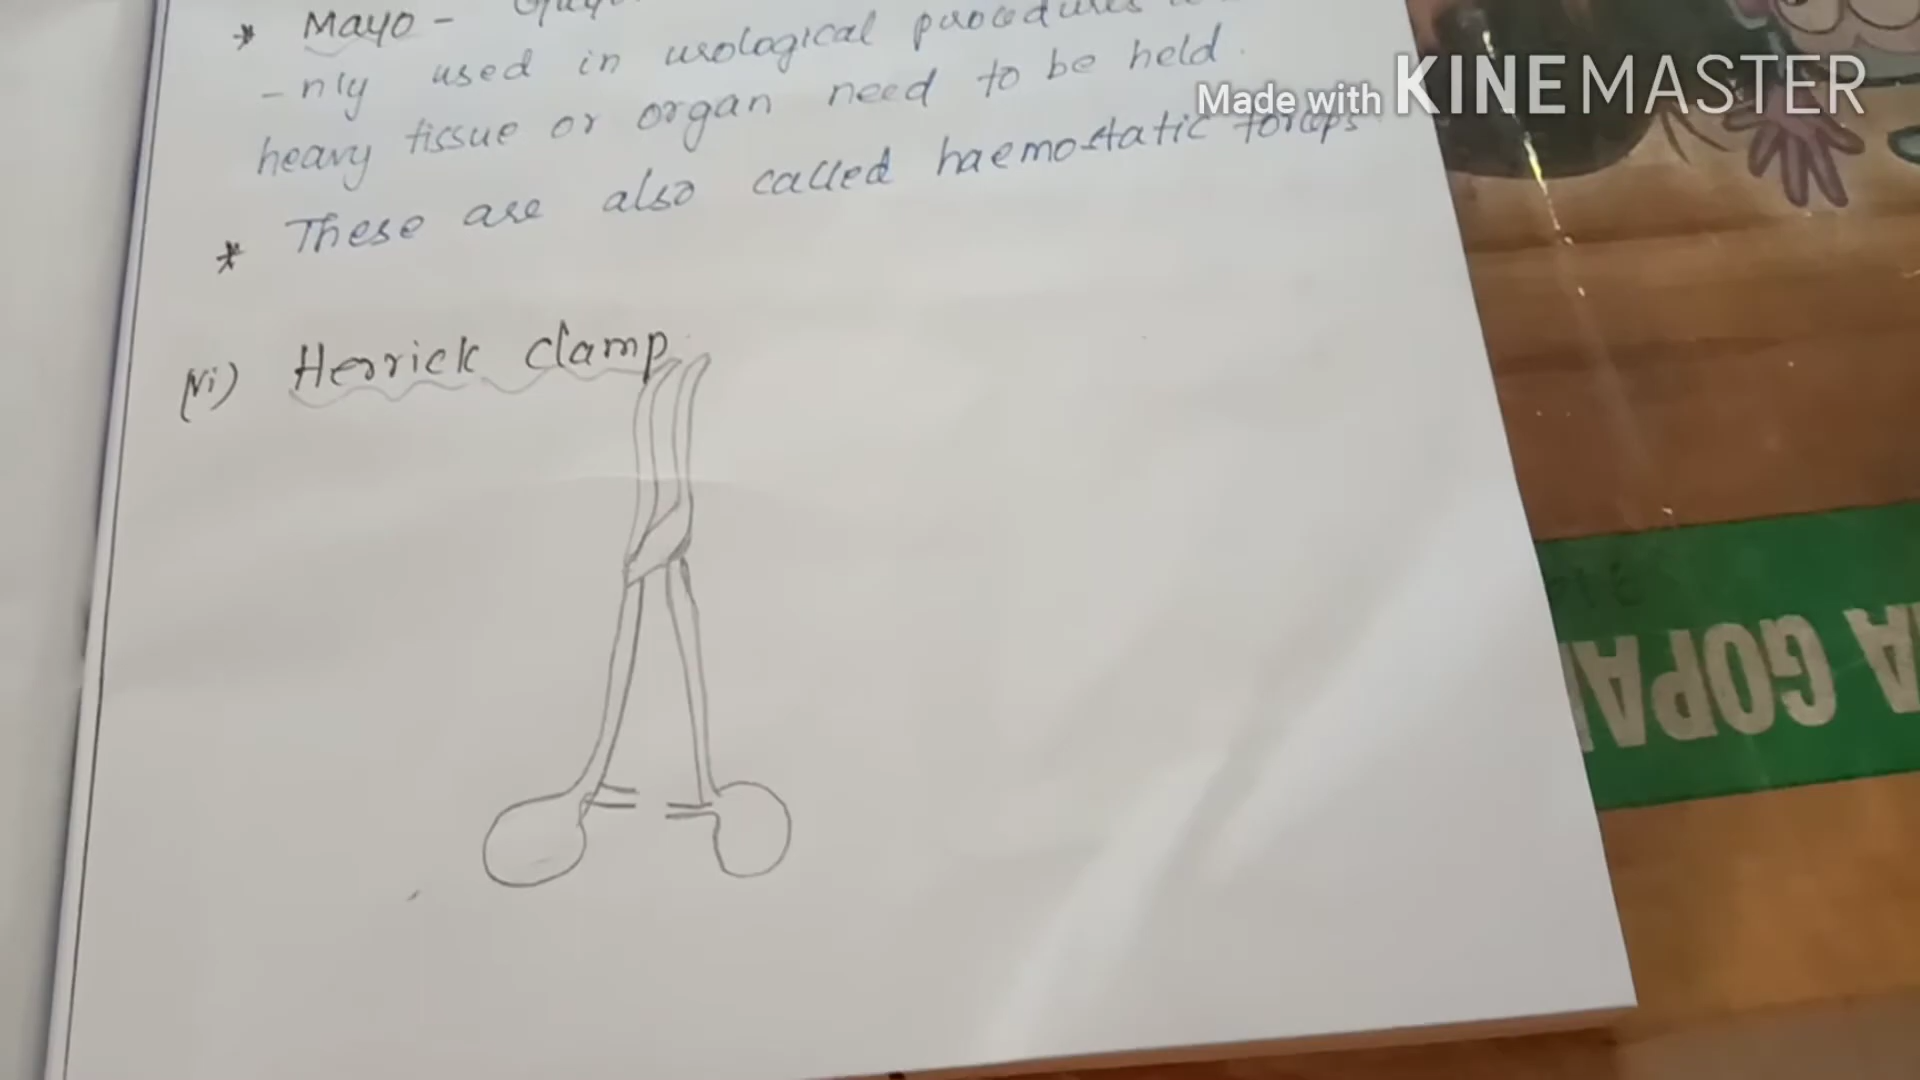 * Mayo -
- nly used in urological procedures
heavy tissue or organ need to be held.
* These are also called haemostatic forceps
(vi) Herrick clamp
Made with KINEMASTER
A GOPA